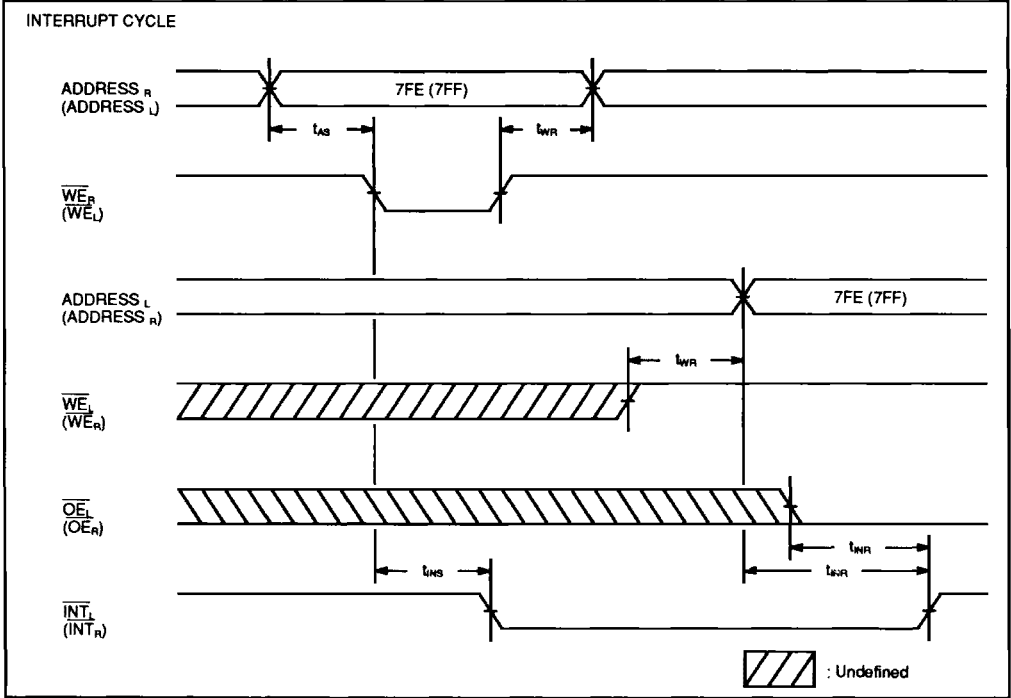 INTERRUPT CYCLE
ADDRESS R
(ADDRESS L)
7FE (7FF)
tAS
tWR
WER
(WEL)
ADDRESS L
(ADDRESS R)
7FE (7FF)
tWR
WEL
(WER)
OEL
(OER)
tINR
tINR
tINS
INTL
(INTR)
: Undefined